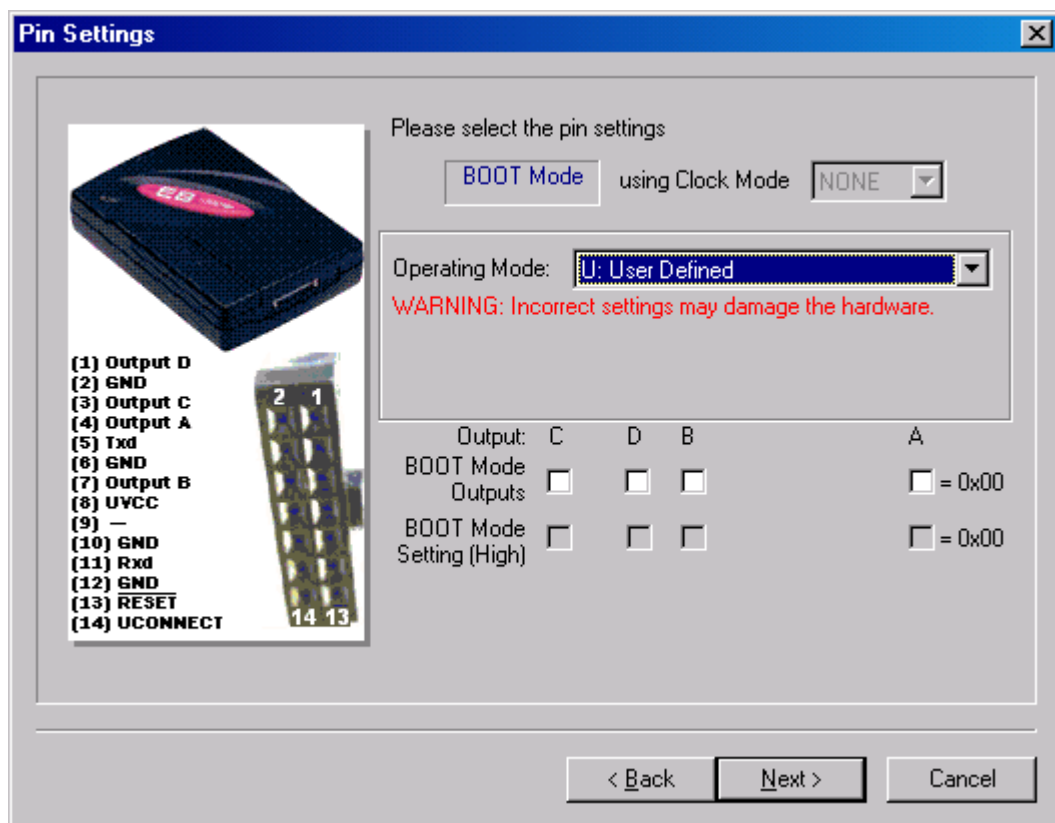 Pin Settings
Please select the pin settings
BOOT Mode using Clock Mode NONE
Operating Mode: U: User Defined
WARNING: Incorrect settings may damage the hardware.
E8
(1) Output D
(2) GND
(3) Output C
(4) Output A
(5) Txd
(6) GND
(7) Output B
(8) UVCC
(9) —
(10) GND
(11) Rxd
(12) GND
(13) RESET
(14) UCONNECT
2 1
14 13
Output: C D B A
BOOT Mode
Outputs = 0x00
BOOT Mode
Setting (High) = 0x00
< Back Next > Cancel